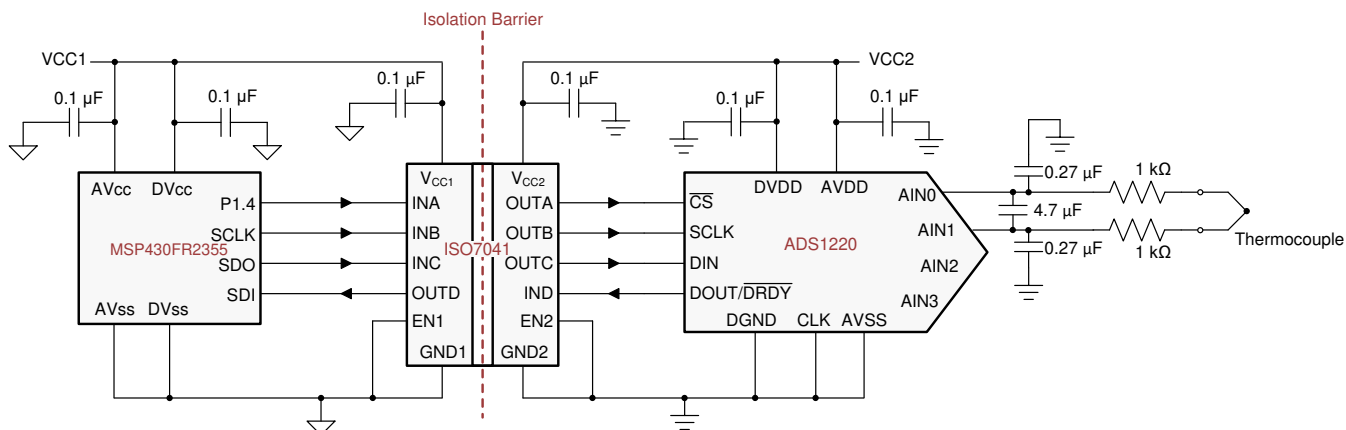 Isolation Barrier
VCC1
VCC2
0.1 µF
0.1 µF
0.1 µF
0.1 µF
0.1 µF
0.1 µF
AVcc
DVcc
P1.4
SCLK
SDO
SDI
MSP430FR2355
AVss
DVss
VCC1
INA
INB
INC
OUTD
EN1
GND1
ISO7041
VCC2
OUTA
OUTB
OUTC
IND
EN2
GND2
DVDD
AVDD
CS
SCLK
DIN
DOUT/DRDY
ADS1220
DGND
CLK
AVSS
AIN0
AIN1
AIN2
AIN3
0.27 µF
4.7 µF
0.27 µF
1 kΩ
1 kΩ
Thermocouple